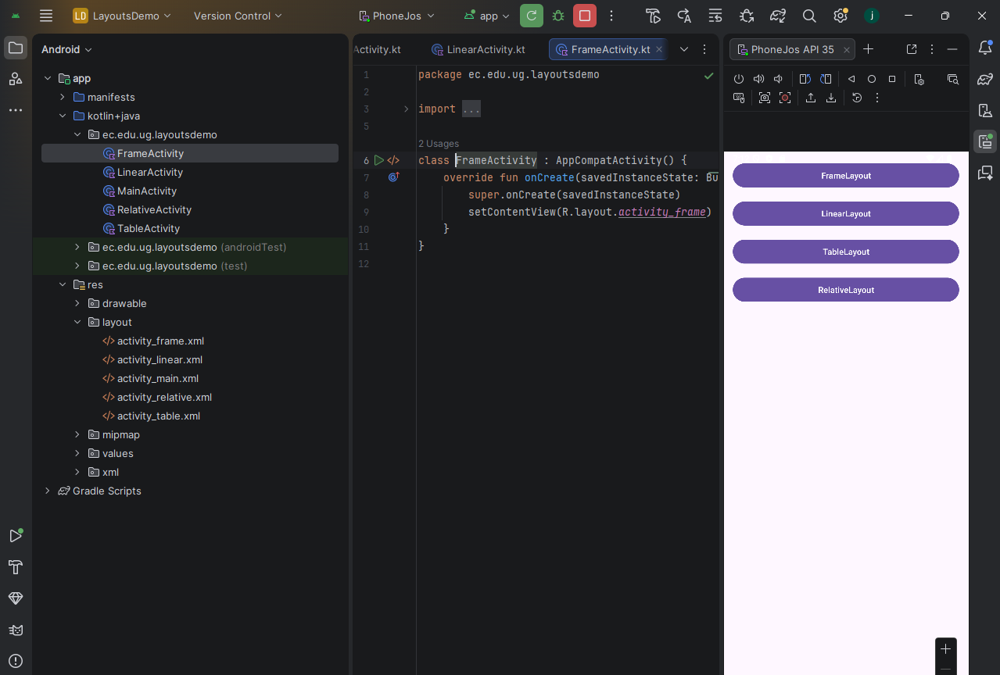 LD LayoutsDemo Version Control PhoneJos app j
Android
app
manifests
kotlin+java
ec.edu.ug.layoutsdemo
FrameActivity
LinearActivity
MainActivity
RelativeActivity
TableActivity
ec.edu.ug.layoutsdemo (androidTest)
ec.edu.ug.layoutsdemo (test)
res
drawable
layout
activity_frame.xml
activity_linear.xml
activity_main.xml
activity_relative.xml
activity_table.xml
mipmap
values
xml
Gradle Scripts
Activity.kt LinearActivity.kt FrameActivity.kt
1 package ec.edu.ug.layoutsdemo
2
3 import ...
5
2 Usages
6 class FrameActivity : AppCompatActivity() {
7 override fun onCreate(savedInstanceState: Bu
8 super.onCreate(savedInstanceState)
9 setContentView(R.layout.activity_frame)
10 }
11 }
12
PhoneJos API 35
FrameLayout
LinearLayout
TableLayout
RelativeLayout